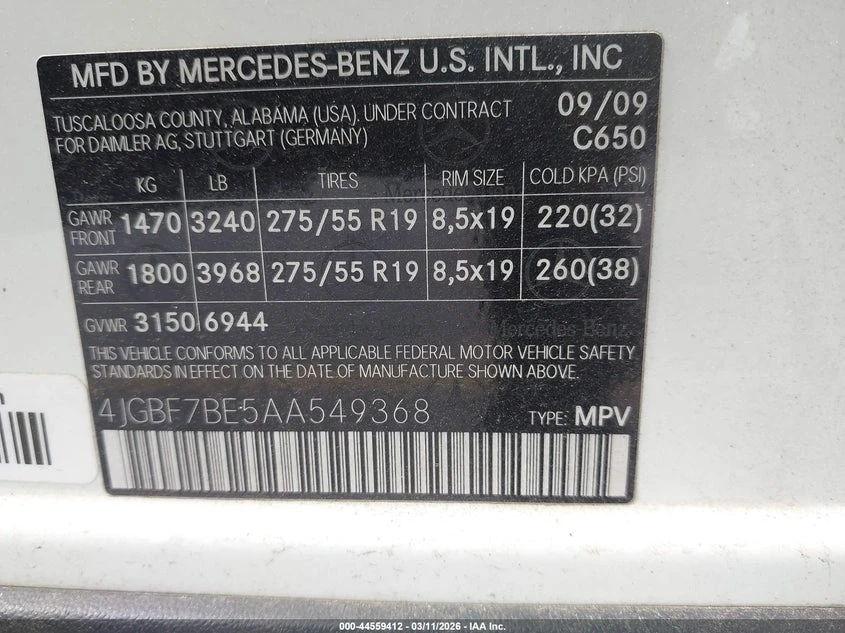 MFD BY MERCEDES-BENZ U.S. INTL., INC
TUSCALOOSA COUNTY, ALABAMA (USA). UNDER CONTRACT 09/09
FOR DAIMLER AG, STUTTGART (GERMANY) C650
KG LB TIRES RIM SIZE COLD KPA (PSI)
GAWR FRONT 1470 3240 275/55 R19 8,5x19 220(32)
GAWR REAR 1800 3968 275/55 R19 8,5x19 260(38)
GVWR 3150 6944
THIS VEHICLE CONFORMS TO ALL APPLICABLE FEDERAL MOTOR VEHICLE SAFETY
STANDARDS IN EFFECT ON THE DATE OF MANUFACTURE SHOWN ABOVE.
4JGBF7BE5AA549368 TYPE: MPV
Mercedes Benz
Mercedes Benz
000-44559412 - 03/11/2026 - IAA Inc.